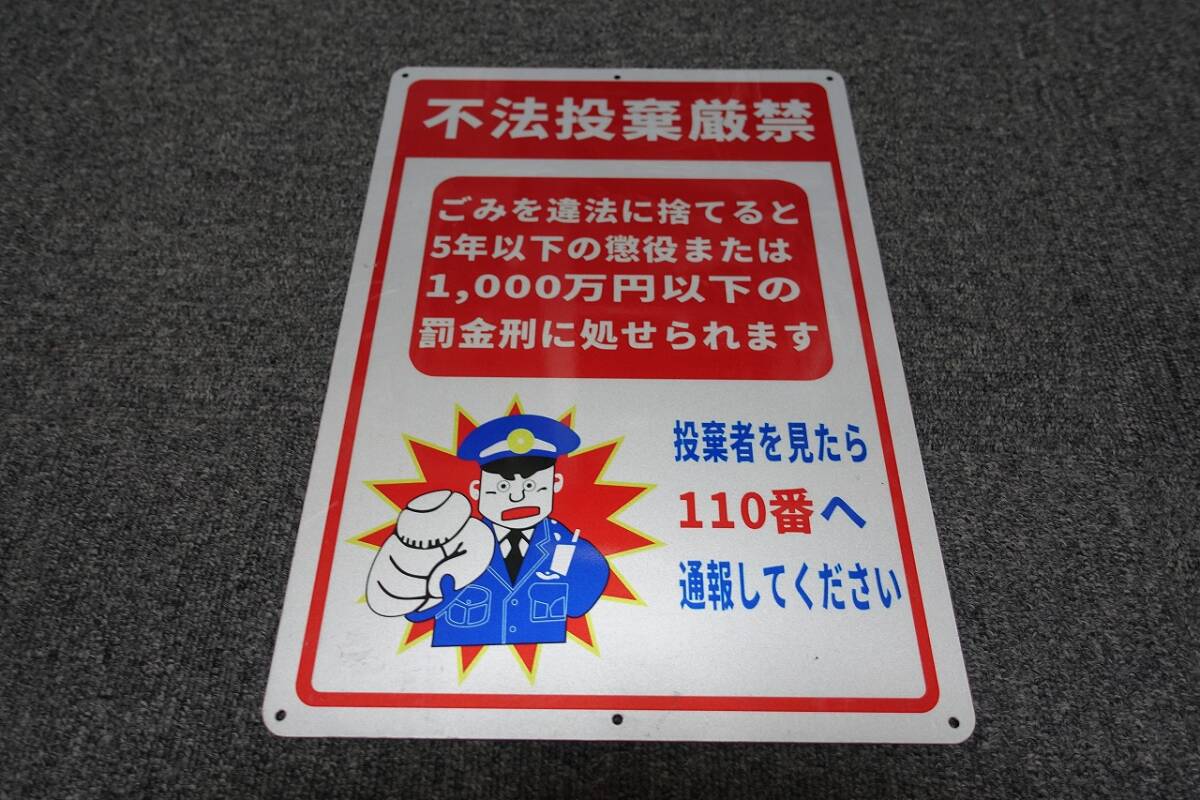 不法投棄厳禁
ごみを違法に捨てると
5年以下の懲役または
1,000万円以下の
罰金刑に処せられます
投棄者を見たら
110番へ
通報してください